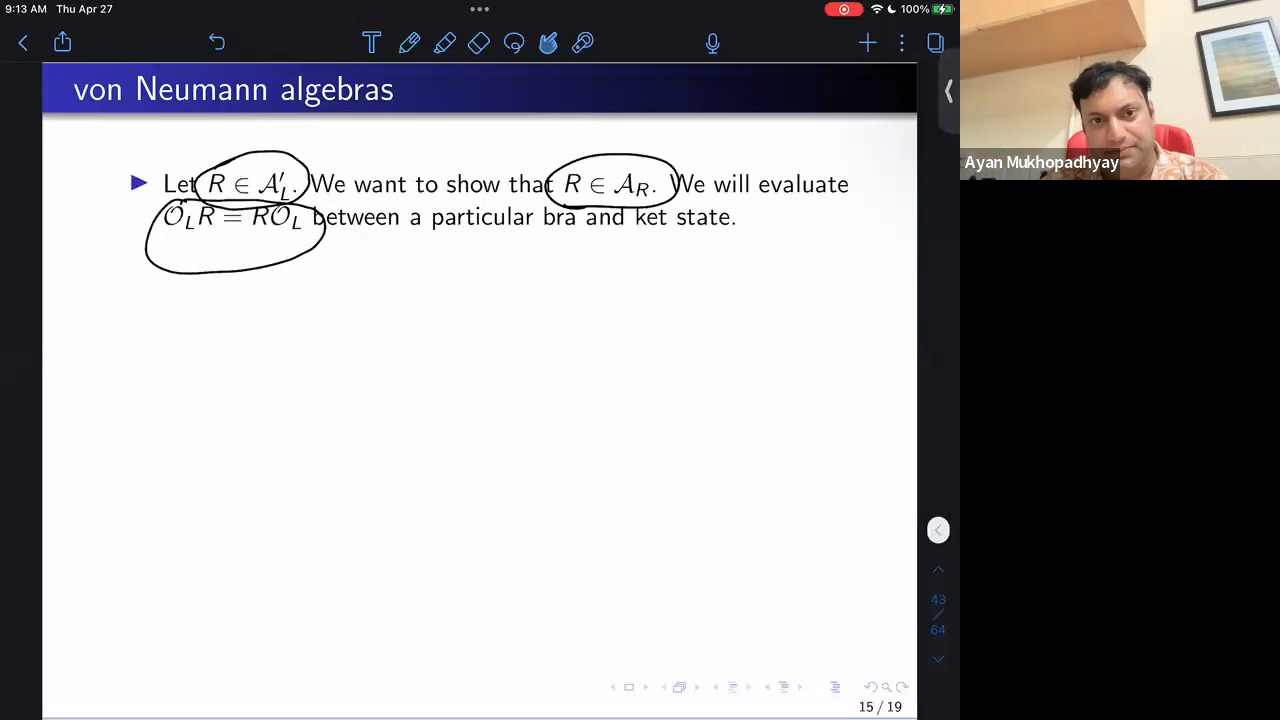 9:13 AM Thu Apr 27
100%
von Neumann algebras
Let R ∈ 𝒜′_L. We want to show that R ∈ 𝒜_R. We will evaluate
𝒪_L R = R𝒪_L between a particular bra and ket state.
Ayan Mukhopadhyay
43
/
64
15 / 19